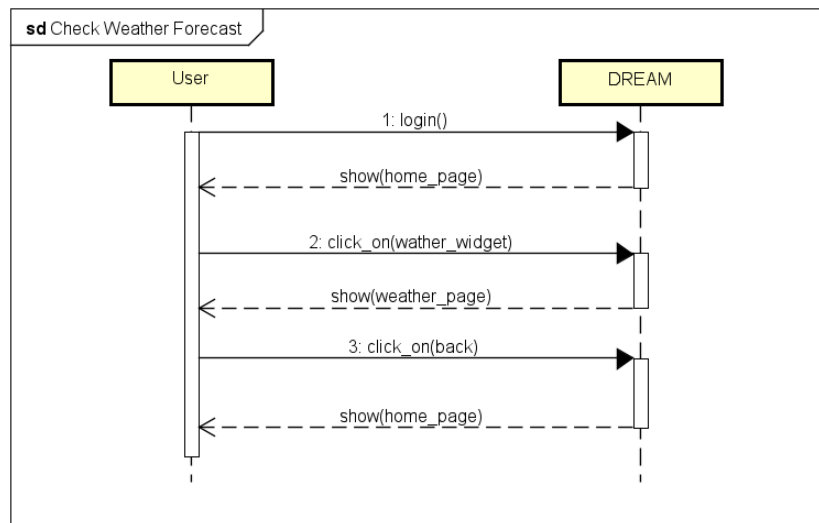 sd Check Weather Forecast
User
DREAM
1: login()
show(home_page)
2: click_on(wather_widget)
show(weather_page)
3: click_on(back)
show(home_page)